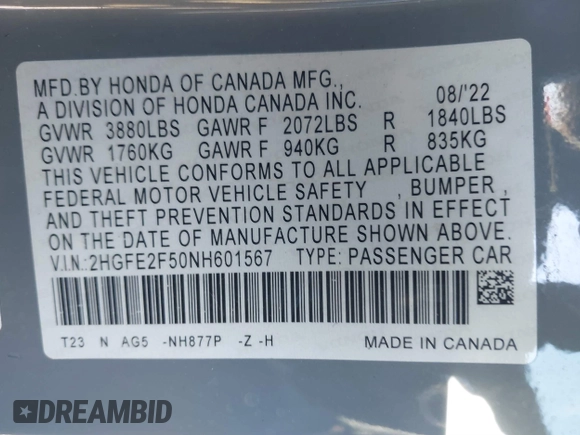 MFD.BY HONDA OF CANADA MFG.,
A DIVISION OF HONDA CANADA INC. 08/'22
GVWR 3880LBS GAWR F 2072LBS R 1840LBS
GVWR 1760KG GAWR F 940KG R 835KG
THIS VEHICLE CONFORMS TO ALL APPLICABLE
FEDERAL MOTOR VEHICLE SAFETY , BUMPER ,
AND THEFT PREVENTION STANDARDS IN EFFECT
ON THE DATE OF MANUFACTURE SHOWN ABOVE.
V.I.N.:2HGFE2F50NH601567 TYPE: PASSENGER CAR
T23 N AG5 -NH877P -Z -H MADE IN CANADA
DREAMBID